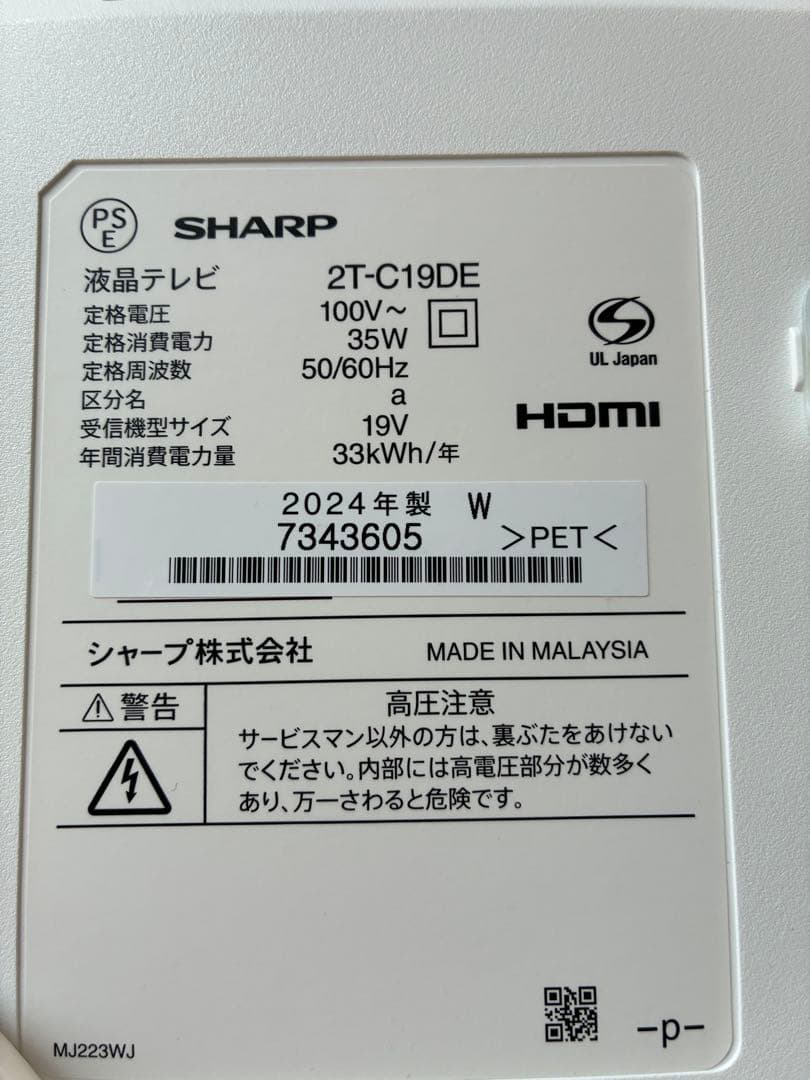 PS
E
SHARP
液晶テレビ 2T-C19DE
定格電圧 100V～
定格消費電力 35W
定格周波数 50/60Hz
区分名 a
受信機型サイズ 19V
年間消費電力量 33kWh/年
UL Japan
HDMI
2024年製 W
7343605 >PET<
シャープ株式会社 MADE IN MALAYSIA
警告
高圧注意
サービスマン以外の方は、裏ぶたをあけない
でください。内部には高電圧部分が数多く
あり、万一さわると危険です。
MJ223WJ
-p-